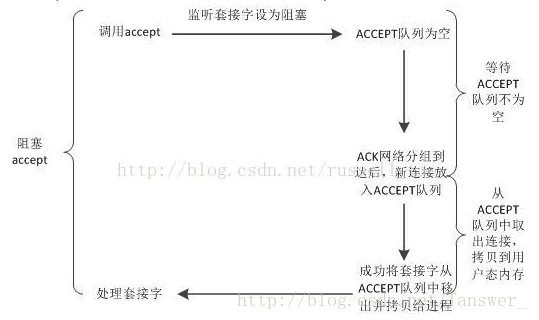 监听套接字设为阻塞
调用accept
ACCEPT队列为空
等待
ACCEPT
队列不为
空
阻塞
accept
ACK网络分组到
达后，新连接放
入ACCEPT队列
从
ACCEPT
队列中取
出连接，
拷贝到用
户态内存
成功将套接字从
ACCEPT队列中移
出并拷贝给进程
处理套接字
http://blog.csdn.net/rus
http://blog.csdn.net/answer_